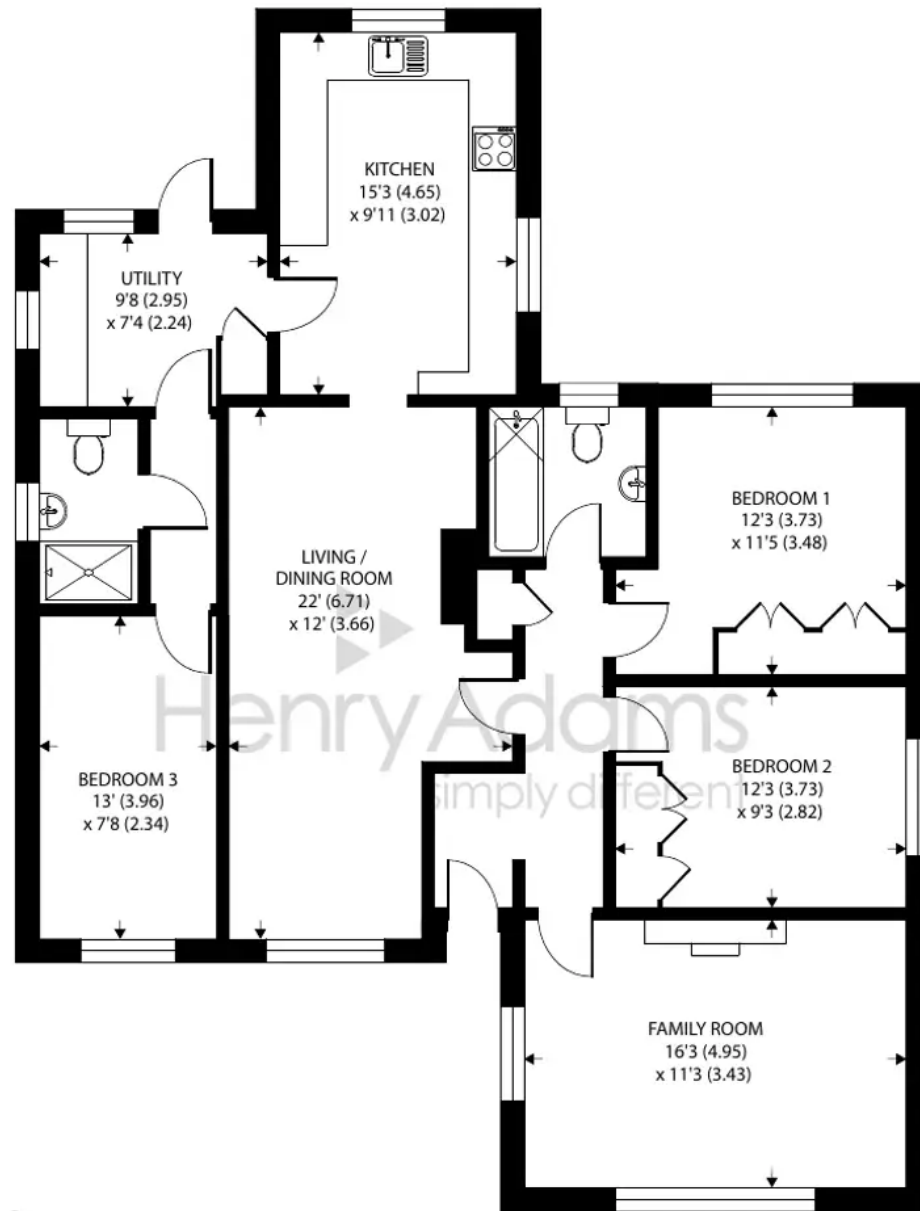 KITCHEN
15'3 (4.65)
x 9'11 (3.02)
UTILITY
9'8 (2.95)
x 7'4 (2.24)
LIVING /
DINING ROOM
22' (6.71)
x 12' (3.66)
BEDROOM 1
12'3 (3.73)
x 11'5 (3.48)
Henry Adams
simply different
BEDROOM 3
13' (3.96)
x 7'8 (2.34)
BEDROOM 2
12'3 (3.73)
x 9'3 (2.82)
FAMILY ROOM
16'3 (4.95)
x 11'3 (3.43)